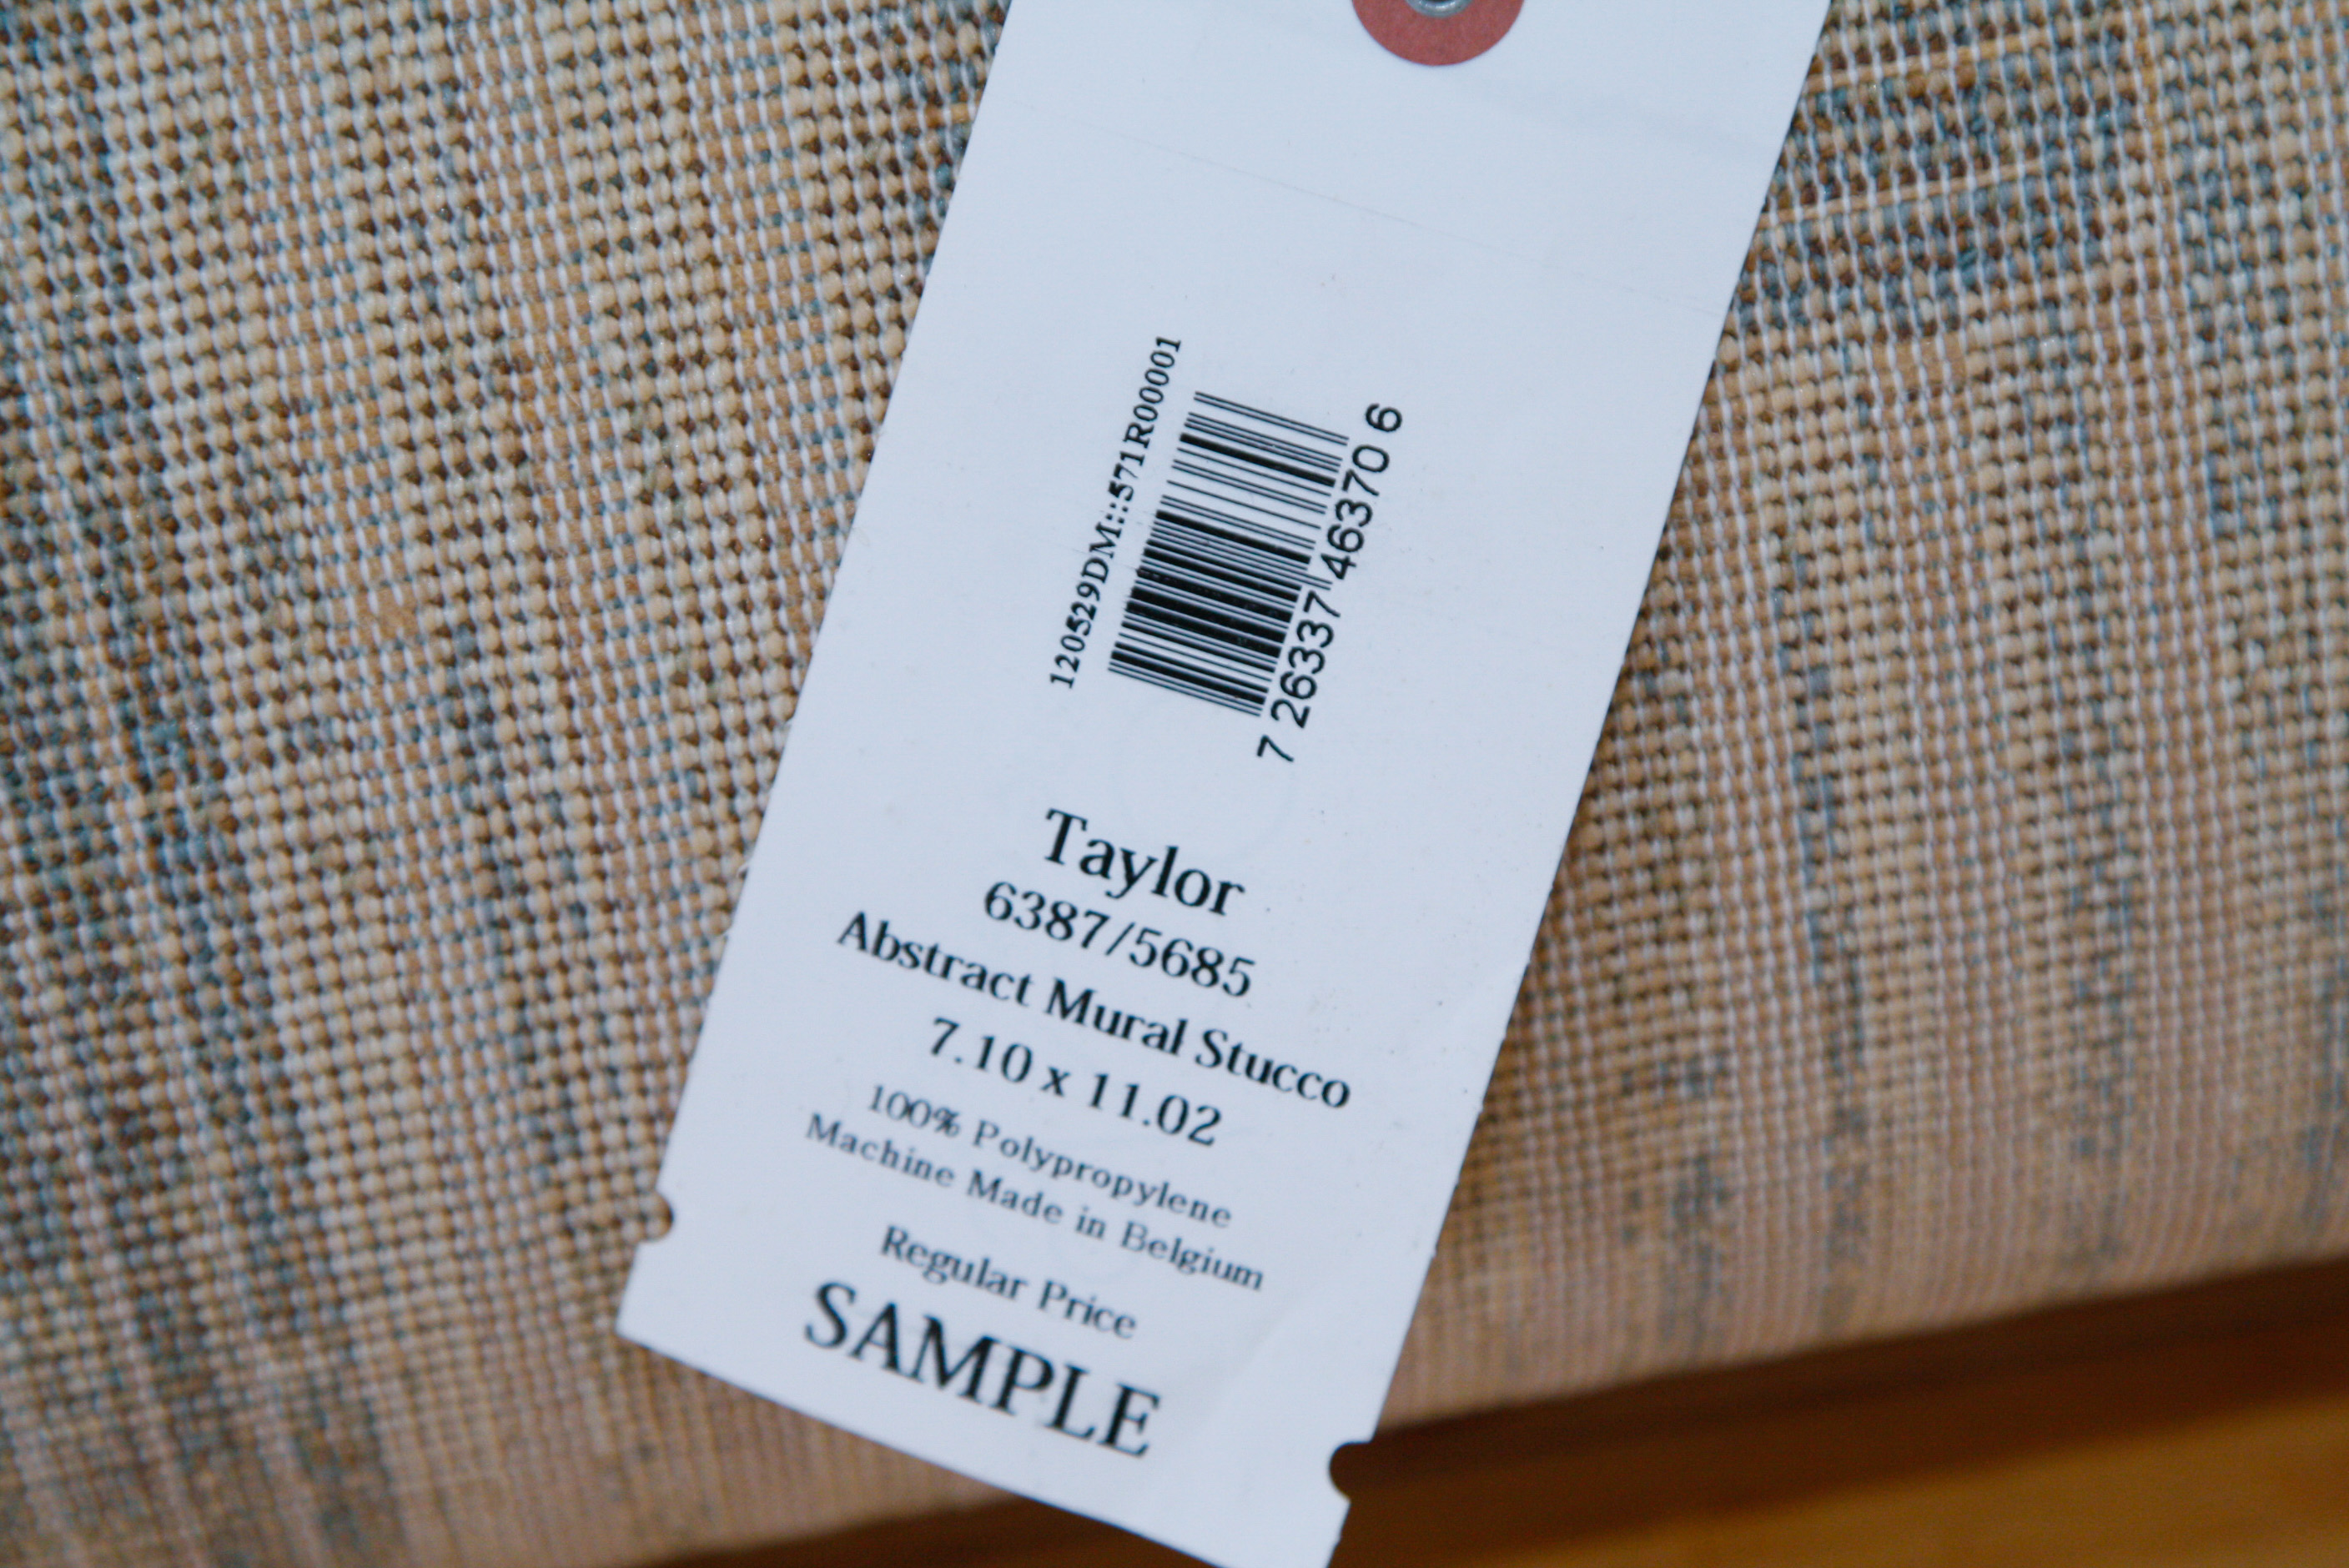 120529DM::571R00001
7 26337 46370 6
Taylor
6387/5685
Abstract Mural Stucco
7.10 x 11.02
100% Polypropylene
Machine Made in Belgium
Regular Price
SAMPLE